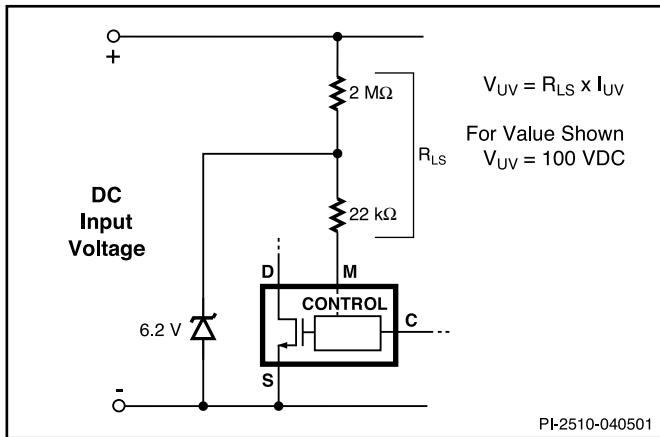 +
2 MΩ
V_UV = R_LS x I_UV
For Value Shown
V_UV = 100 VDC
R_LS
DC
Input
Voltage
22 kΩ
D
M
CONTROL
C
6.2 V
S
-
PI-2510-040501